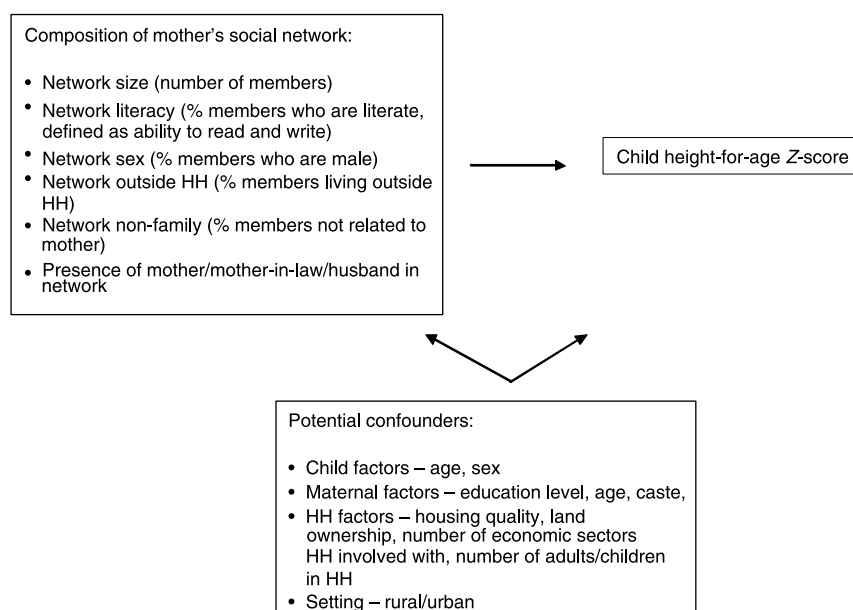 Composition of mother's social network:
• Network size (number of members)
• Network literacy (% members who are literate,
defined as ability to read and write)
• Network sex (% members who are male)
• Network outside HH (% members living outside
HH)
• Network non-family (% members not related to
mother)
• Presence of mother/mother-in-law/husband in
network
Child height-for-age Z-score
Potential confounders:
• Child factors – age, sex
• Maternal factors – education level, age, caste,
• HH factors – housing quality, land
ownership, number of economic sectors
HH involved with, number of adults/children
in HH
• Setting – rural/urban